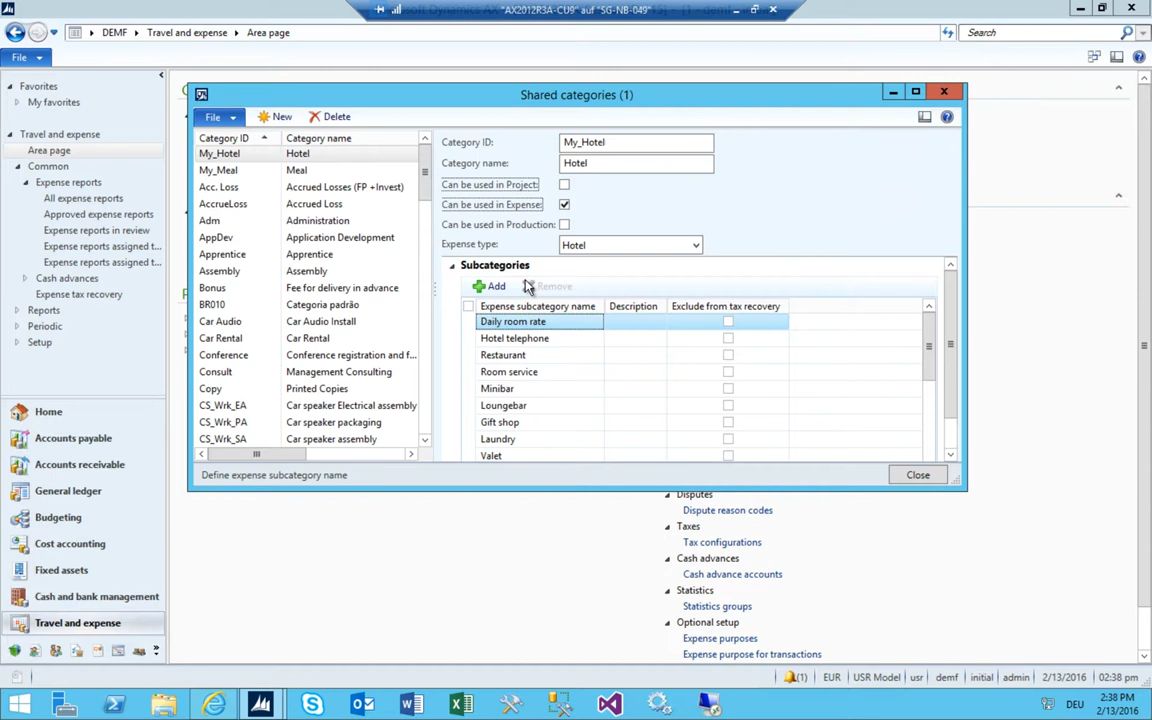 "AX2012R3A-CU9" auf "SG-NB-049"
DEMF
Travel and expense
Area page
Search
File
Favorites
My favorites
Travel and expense
Area page
Common
Expense reports
All expense reports
Approved expense reports
Expense reports in review
Expense reports assigned t...
Expense reports assigned t...
Cash advances
Expense tax recovery
Reports
Periodic
Setup
Home
Accounts payable
Accounts receivable
General ledger
Budgeting
Cost accounting
Fixed assets
Cash and bank management
Travel and expense
Shared categories (1)
File
New
Delete
Category ID Category name
My_Hotel Hotel
My_Meal Meal
Acc. Loss Accrued Losses (FP +Invest)
AccrueLoss Accrued Loss
Adm Administration
AppDev Application Development
Apprentice Apprentice
Assembly Assembly
Bonus Fee for delivery in advance
BR010 Categoria padrão
Car Audio Car Audio Install
Car Rental Car Rental
Conference Conference registration and f...
Consult Management Consulting
Copy Printed Copies
CS_Wrk_EA Car speaker Electrical assembly
CS_Wrk_PA Car speaker packaging
CS_Wrk_SA Car speaker assembly
Category ID: My_Hotel
Category name: Hotel
Can be used in Project:
Can be used in Expense:
Can be used in Production:
Expense type: Hotel
Subcategories
Add Remove
Expense subcategory name Description Exclude from tax recovery
Daily room rate
Hotel telephone
Restaurant
Room service
Minibar
Loungebar
Gift shop
Laundry
Valet
Define expense subcategory name
Close
Disputes
Dispute reason codes
Taxes
Tax configurations
Cash advances
Cash advance accounts
Statistics
Statistics groups
Optional setup
Expense purposes
Expense purpose for transactions
(1) EUR USR Model usr demf initial admin 2/13/2016 02:38 pm
DEU
2:38 PM
2/13/2016